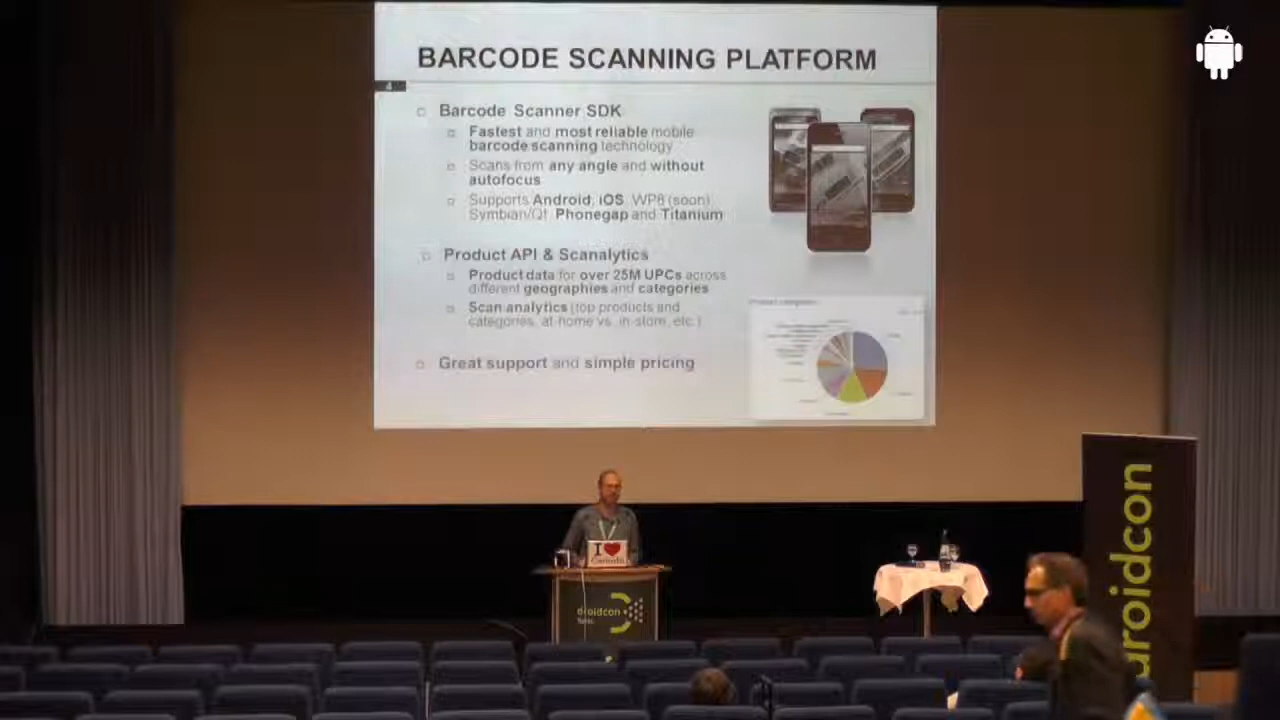 BARCODE SCANNING PLATFORM
4
Barcode Scanner SDK
Fastest and most reliable mobile
barcode scanning technology
Scans from any angle and without
autofocus
Supports Android, iOS, WP8 (soon)
Symbian/Qt, Phonegap and Titanium
Product API & Scanalytics
Product data for over 25M UPCs across
different geographies and categories
Scan analytics (top products and
categories, at-home vs. in-store, etc.)
Great support and simple pricing
I
droidcon
droidcon